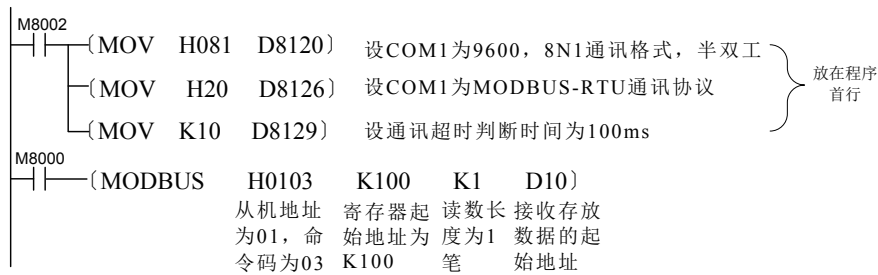 M8002
〔MOV H081 D8120〕 设COM1为9600，8N1通讯格式，半双工
〔MOV H20 D8126〕 设COM1为MODBUS-RTU通讯协议
〔MOV K10 D8129〕 设通讯超时判断时间为100ms
放在程序
首行
M8000
〔MODBUS H0103 K100 K1 D10〕
从机地址 寄存器起 读数长 接收存放
为01，命 始地址为 度为1 数据的起
令码为03 K100 笔 始地址